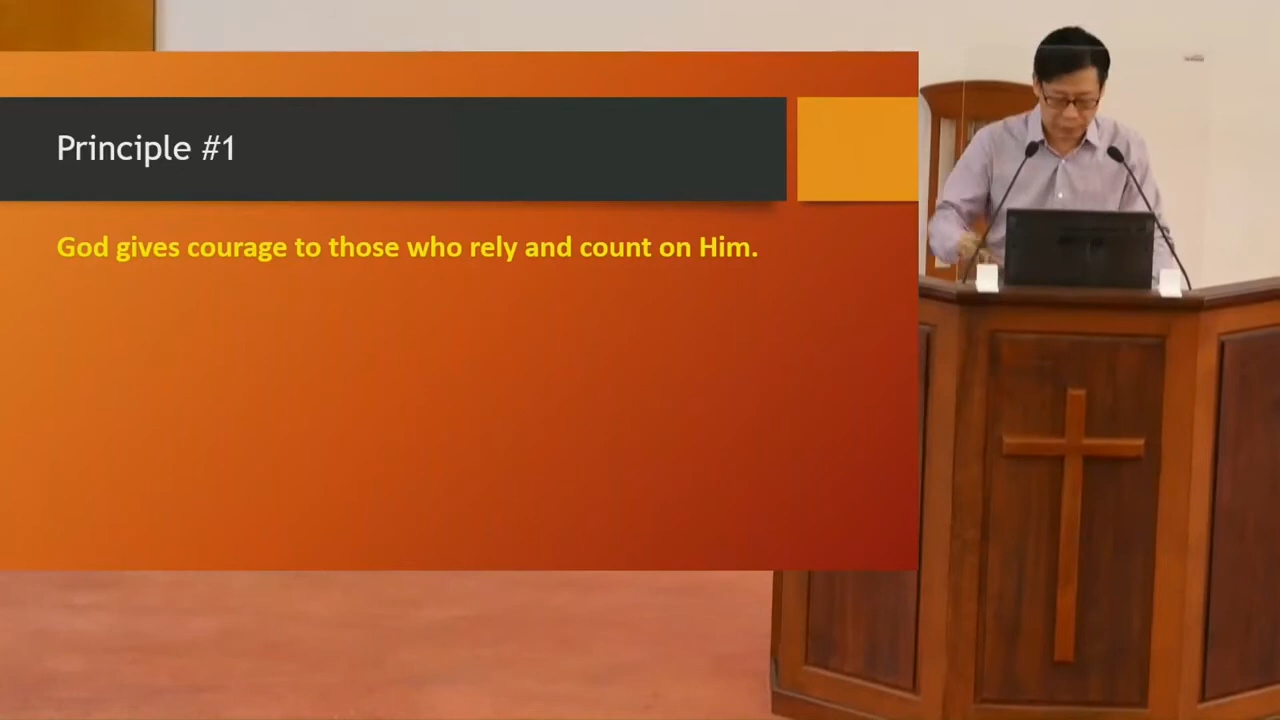 Principle #1
God gives courage to those who rely and count on Him.